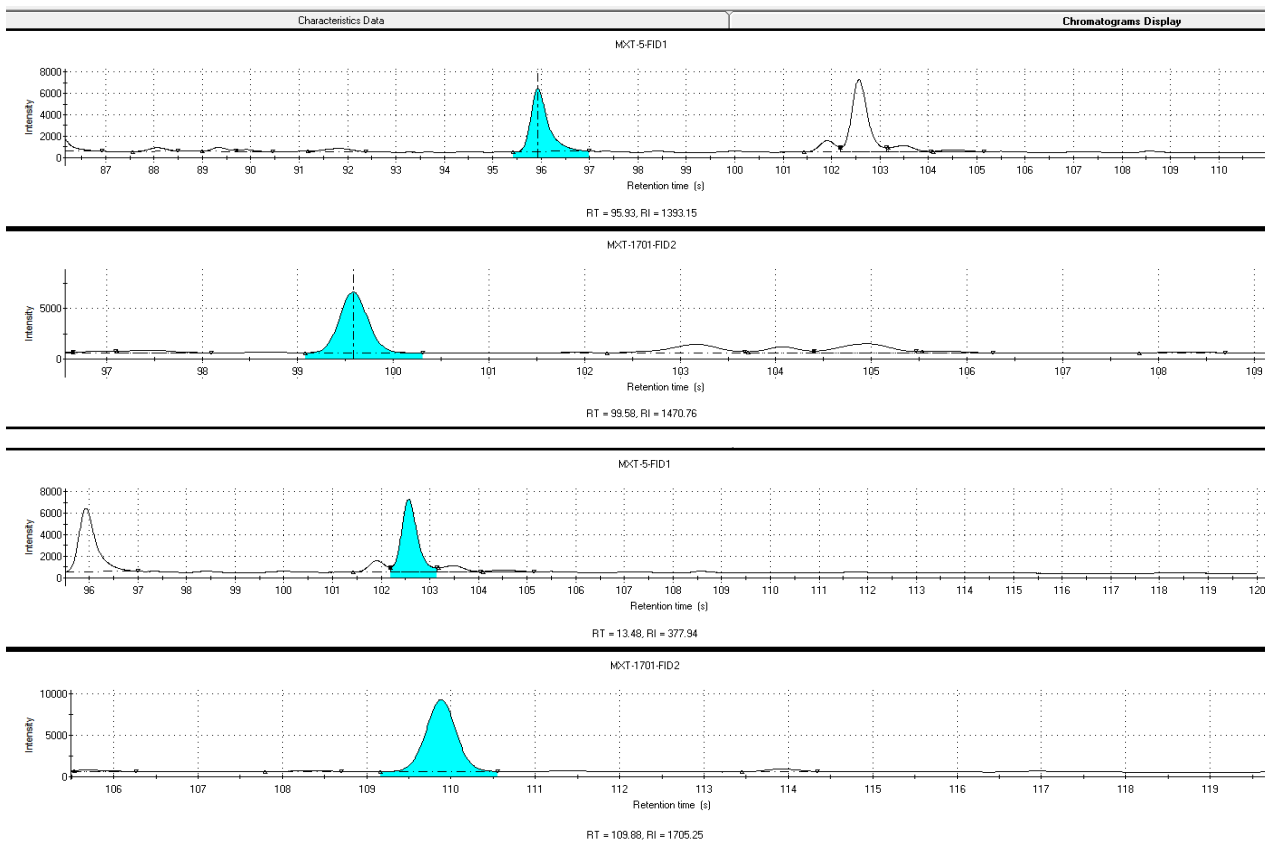 Characteristics Data Chromatograms Display
MXT-5-FID1
8000
6000
4000
2000
0
Intensity
87 88 89 90 91 92 93 94 95 96 97 98 99 100 101 102 103 104 105 106 107 108 109 110
Retention time (s)
RT = 95.93, RI = 1393.15
MXT-1701-FID2
5000
0
Intensity
97 98 99 100 101 102 103 104 105 106 107 108 109
Retention time (s)
RT = 99.58, RI = 1470.76
MXT-5-FID1
8000
6000
4000
2000
0
Intensity
96 97 98 99 100 101 102 103 104 105 106 107 108 109 110 111 112 113 114 115 116 117 118 119 120
Retention time (s)
RT = 13.48, RI = 377.94
MXT-1701-FID2
10000
5000
0
Intensity
106 107 108 109 110 111 112 113 114 115 116 117 118 119
Retention time (s)
RT = 109.88, RI = 1705.25